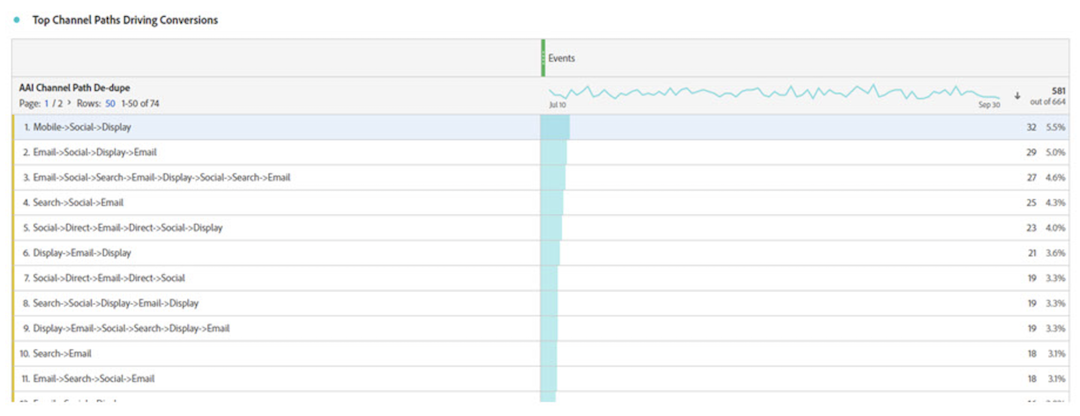 Top Channel Paths Driving Conversions
Events
AAI Channel Path De-dupe
Page: 1 / 2 > Rows: 50 1-50 of 74
Jul 10
Sep 30
↓ 581
out of 664
1. Mobile->Social->Display 32 5.5%
2. Email->Social->Display->Email 29 5.0%
3. Email->Social->Search->Email->Display->Social->Search->Email 27 4.6%
4. Search->Social->Email 25 4.3%
5. Social->Direct->Email->Direct->Social->Display 23 4.0%
6. Display->Email->Display 21 3.6%
7. Social->Direct->Email->Direct->Social 19 3.3%
8. Search->Social->Display->Email->Display 19 3.3%
9. Display->Email->Social->Search->Display->Email 19 3.3%
10. Search->Email 18 3.1%
11. Email->Search->Social->Email 18 3.1%